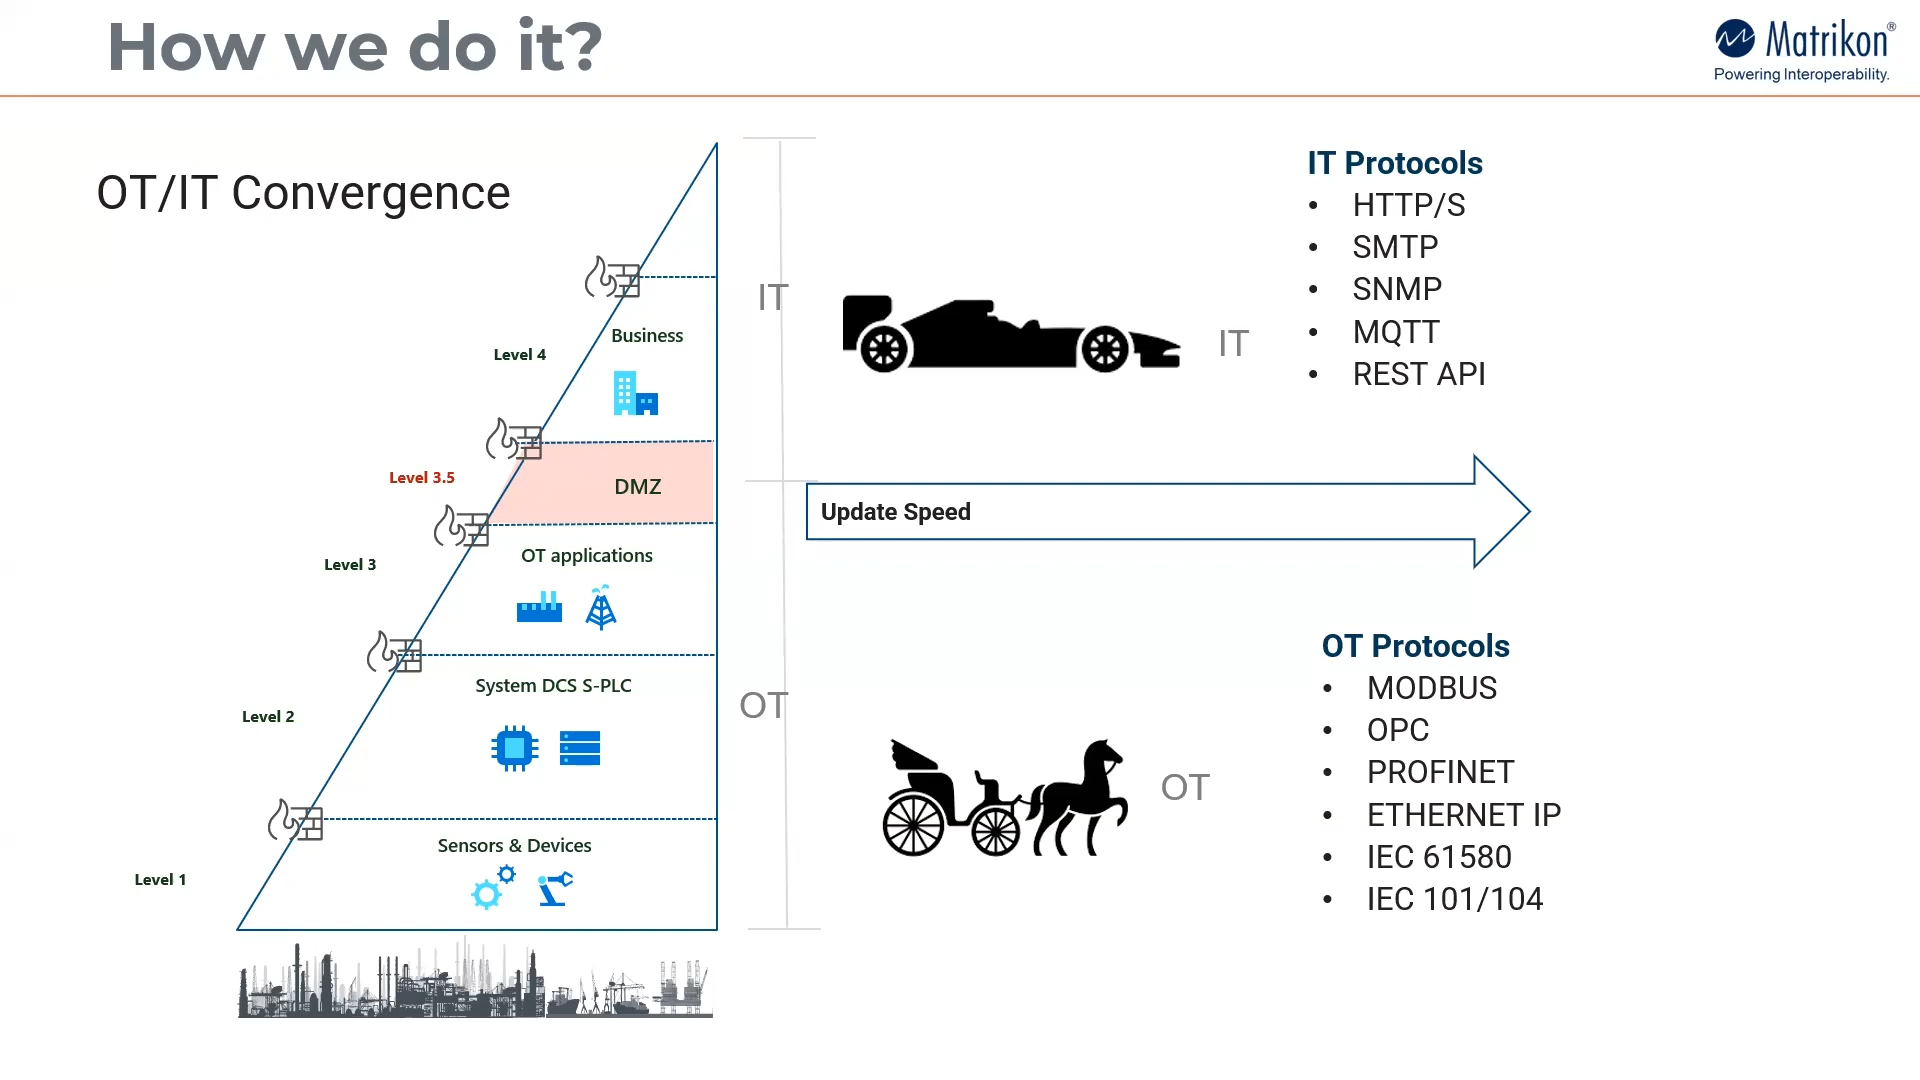 How we do it?
Matrikon®
Powering Interoperability.
OT/IT Convergence
IT Protocols
• HTTP/S
• SMTP
• SNMP
• MQTT
• REST API
IT
IT
Business
Level 4
Level 3.5
DMZ
Update Speed
OT applications
Level 3
System DCS S-PLC
Level 2
OT
OT
OT Protocols
• MODBUS
• OPC
• PROFINET
• ETHERNET IP
• IEC 61580
• IEC 101/104
Sensors & Devices
Level 1